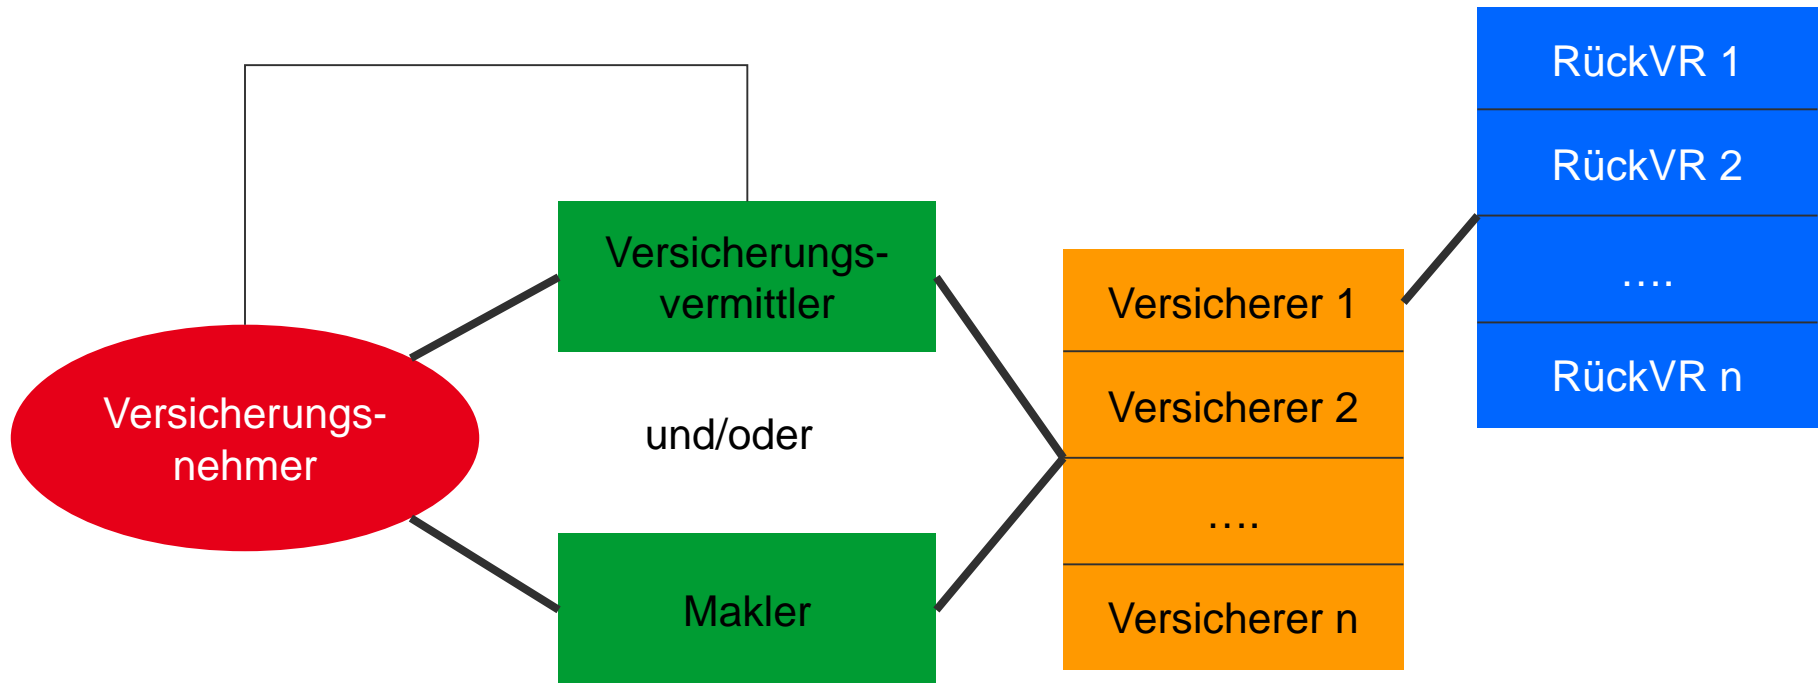 Versicherungs-
nehmer
Versicherungs-
vermittler
und/oder
Makler
Versicherer 1
Versicherer 2
....
Versicherer n
RückVR 1
RückVR 2
....
RückVR n